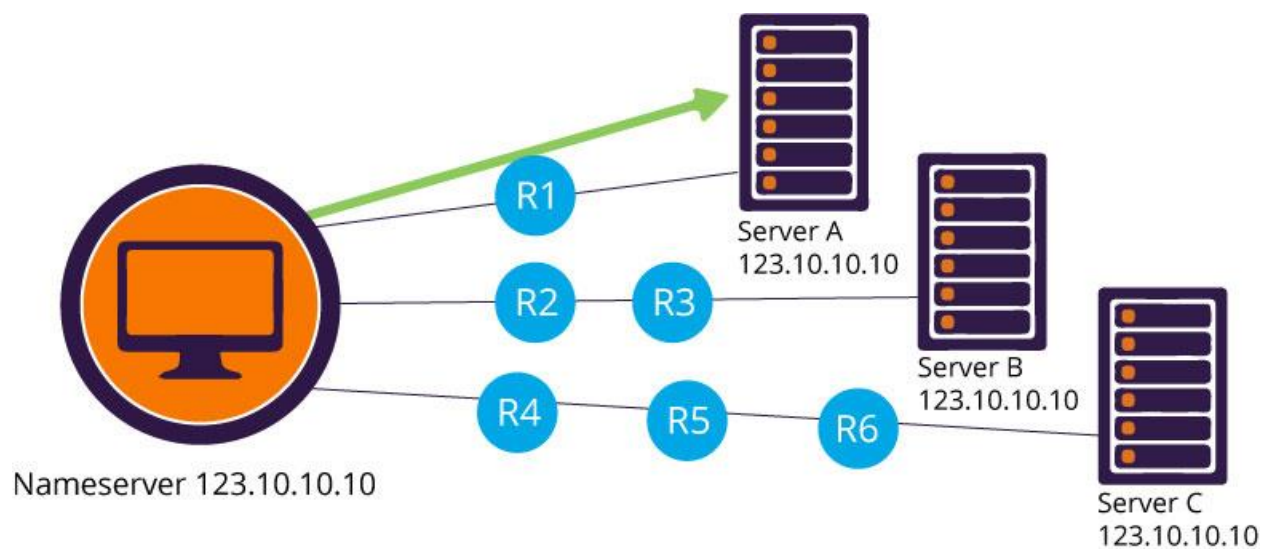 R1
Server A
123.10.10.10
R2
R3
Server B
123.10.10.10
R4
R5
R6
Nameserver 123.10.10.10
Server C
123.10.10.10